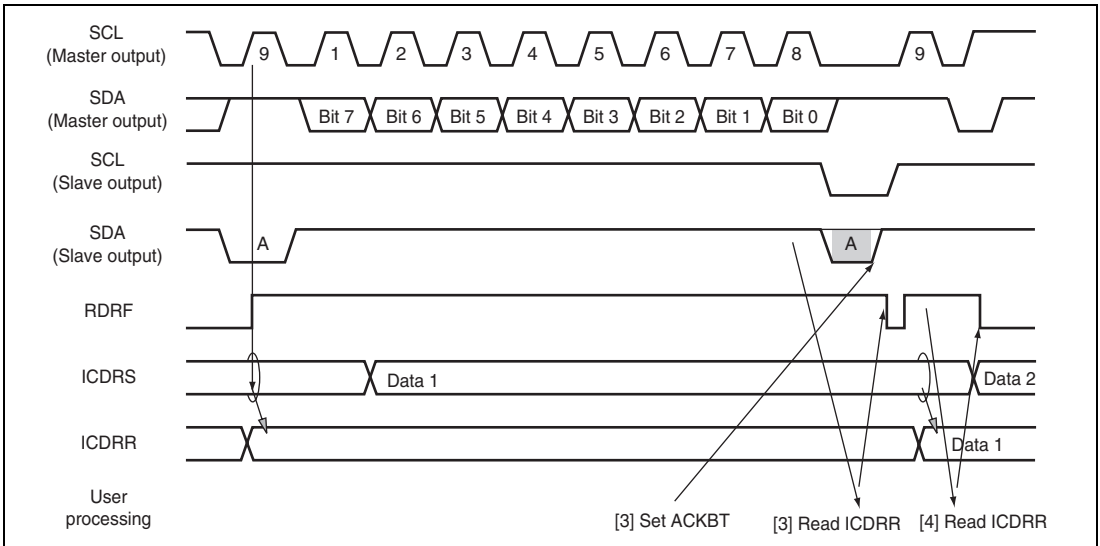 SCL
(Master output)
9 1 2 3 4 5 6 7 8 9
SDA
(Master output)
Bit 7 Bit 6 Bit 5 Bit 4 Bit 3 Bit 2 Bit 1 Bit 0
SCL
(Slave output)
SDA
(Slave output)
A A
RDRF
ICDRS
Data 1 Data 2
ICDRR
Data 1
User
processing
[3] Set ACKBT [3] Read ICDRR [4] Read ICDRR